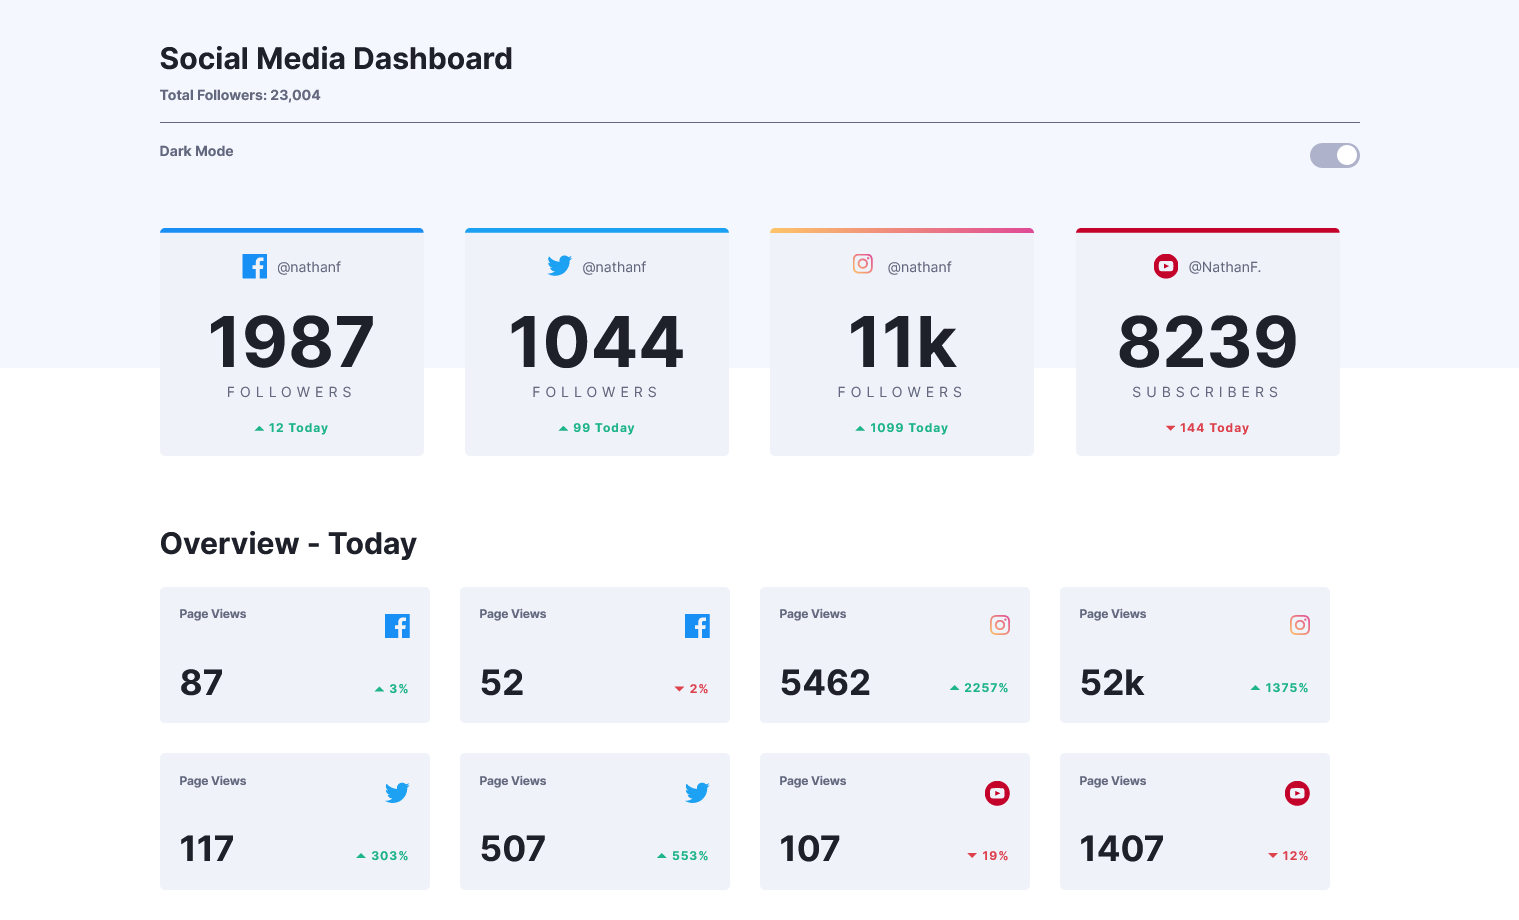 Social Media Dashboard
Total Followers: 23,004
Dark Mode
@nathanf
1987
FOLLOWERS
12 Today
@nathanf
1044
FOLLOWERS
99 Today
@nathanf
11k
FOLLOWERS
1099 Today
@NathanF.
8239
SUBSCRIBERS
144 Today
Overview - Today
Page Views
87
3%
Page Views
52
2%
Page Views
5462
2257%
Page Views
52k
1375%
Page Views
117
303%
Page Views
507
553%
Page Views
107
19%
Page Views
1407
12%